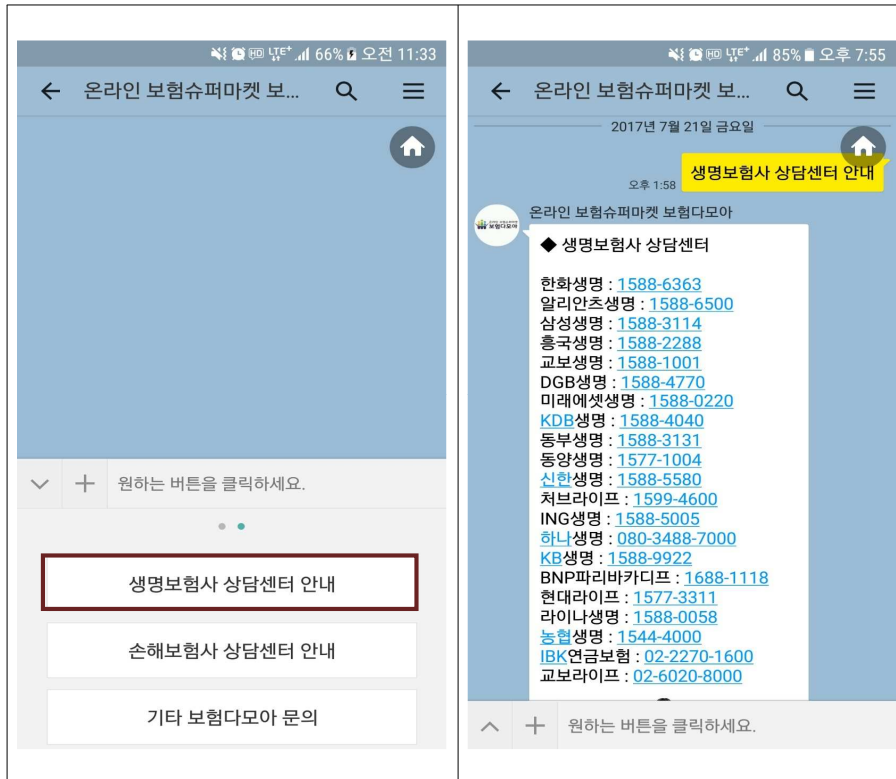 HD LTE+ 66% 오전 11:33
온라인 보험슈퍼마켓 보...
원하는 버튼을 클릭하세요.
생명보험사 상담센터 안내
손해보험사 상담센터 안내
기타 보험다모아 문의
HD LTE+ 85% 오후 7:55
온라인 보험슈퍼마켓 보...
2017년 7월 21일 금요일
생명보험사 상담센터 안내
오후 1:58
온라인 보험슈퍼마켓 보험다모아
보험다모아
◆ 생명보험사 상담센터
한화생명 : 1588-6363
알리안츠생명 : 1588-6500
삼성생명 : 1588-3114
흥국생명 : 1588-2288
교보생명 : 1588-1001
DGB생명 : 1588-4770
미래에셋생명 : 1588-0220
KDB생명 : 1588-4040
동부생명 : 1588-3131
동양생명 : 1577-1004
신한생명 : 1588-5580
처브라이프 : 1599-4600
ING생명 : 1588-5005
하나생명 : 080-3488-7000
KB생명 : 1588-9922
BNP파리바카디프 : 1688-1118
현대라이프 : 1577-3311
라이나생명 : 1588-0058
농협생명 : 1544-4000
IBK연금보험 : 02-2270-1600
교보라이프 : 02-6020-8000
원하는 버튼을 클릭하세요.